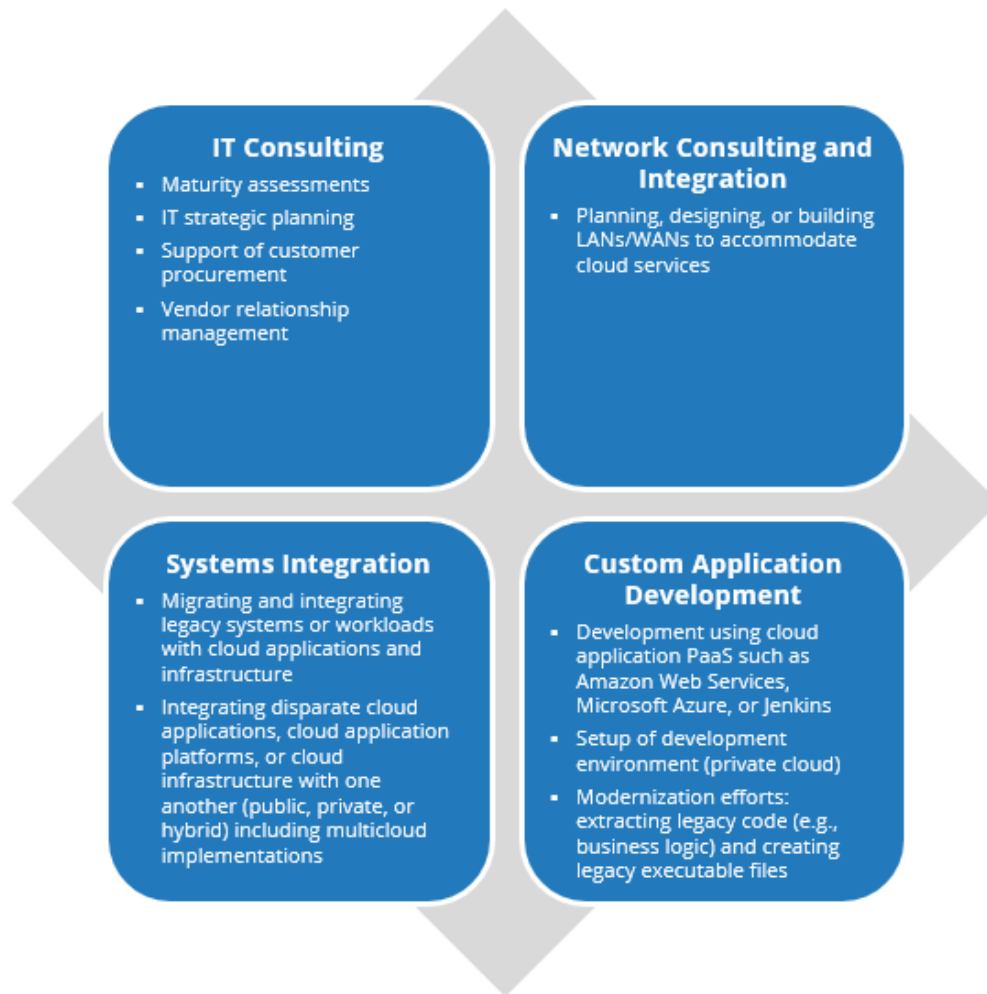 IT Consulting
▪ Maturity assessments
▪ IT strategic planning
▪ Support of customer
procurement
▪ Vendor relationship
management
Network Consulting and
Integration
▪ Planning, designing, or building
LANs/WANs to accommodate
cloud services
Systems Integration
▪ Migrating and integrating
legacy systems or workloads
with cloud applications and
infrastructure
▪ Integrating disparate cloud
applications, cloud application
platforms, or cloud
infrastructure with one
another (public, private, or
hybrid) including multicloud
implementations
Custom Application
Development
▪ Development using cloud
application PaaS such as
Amazon Web Services,
Microsoft Azure, or Jenkins
▪ Setup of development
environment (private cloud)
▪ Modernization efforts:
extracting legacy code (e.g.,
business logic) and creating
legacy executable files